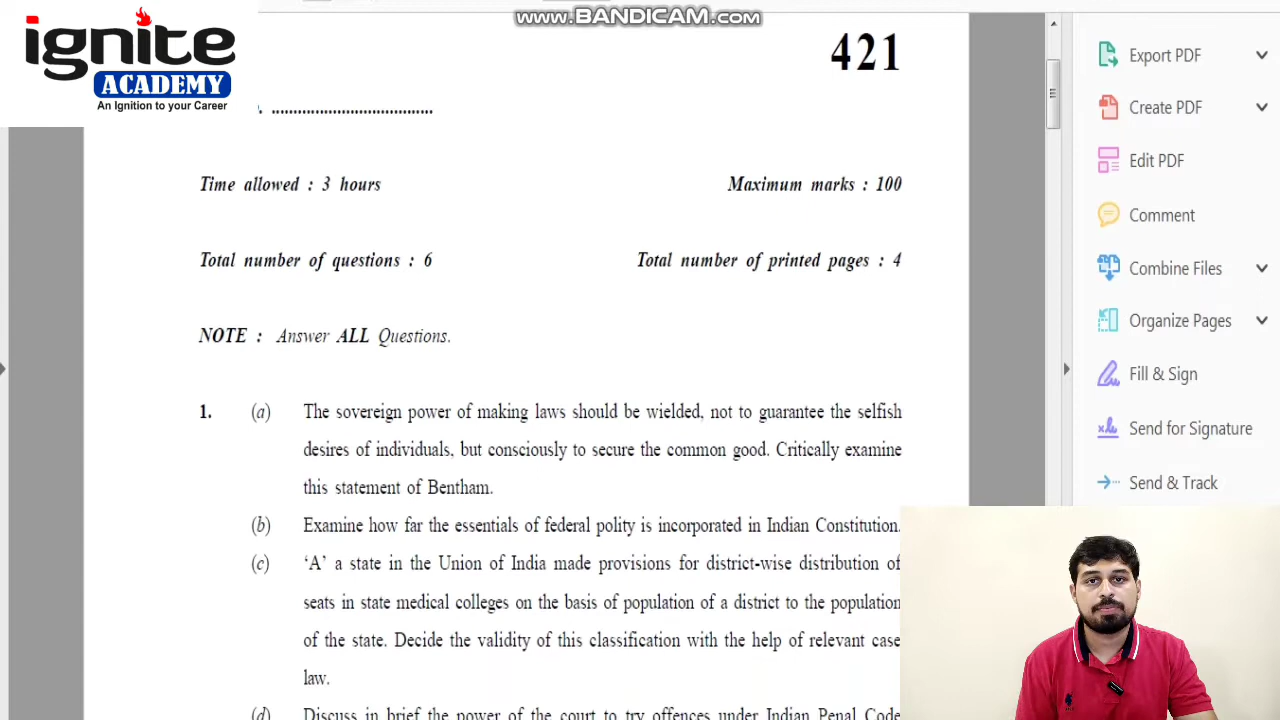 www.BANDICAM.com
ignite
ACADEMY
An Ignition to your Career
421
. .....................................
Time allowed : 3 hours
Maximum marks : 100
Total number of questions : 6
Total number of printed pages : 4
NOTE : Answer ALL Questions.
1. (a) The sovereign power of making laws should be wielded, not to guarantee the selfish
desires of individuals, but consciously to secure the common good. Critically examine
this statement of Bentham.
(b) Examine how far the essentials of federal polity is incorporated in Indian Constitution.
(c) 'A' a state in the Union of India made provisions for district-wise distribution of
seats in state medical colleges on the basis of population of a district to the population
of the state. Decide the validity of this classification with the help of relevant case
law.
(d) Discuss in brief the power of the court to try offences under Indian Penal Code
Export PDF
Create PDF
Edit PDF
Comment
Combine Files
Organize Pages
Fill & Sign
Send for Signature
Send & Track